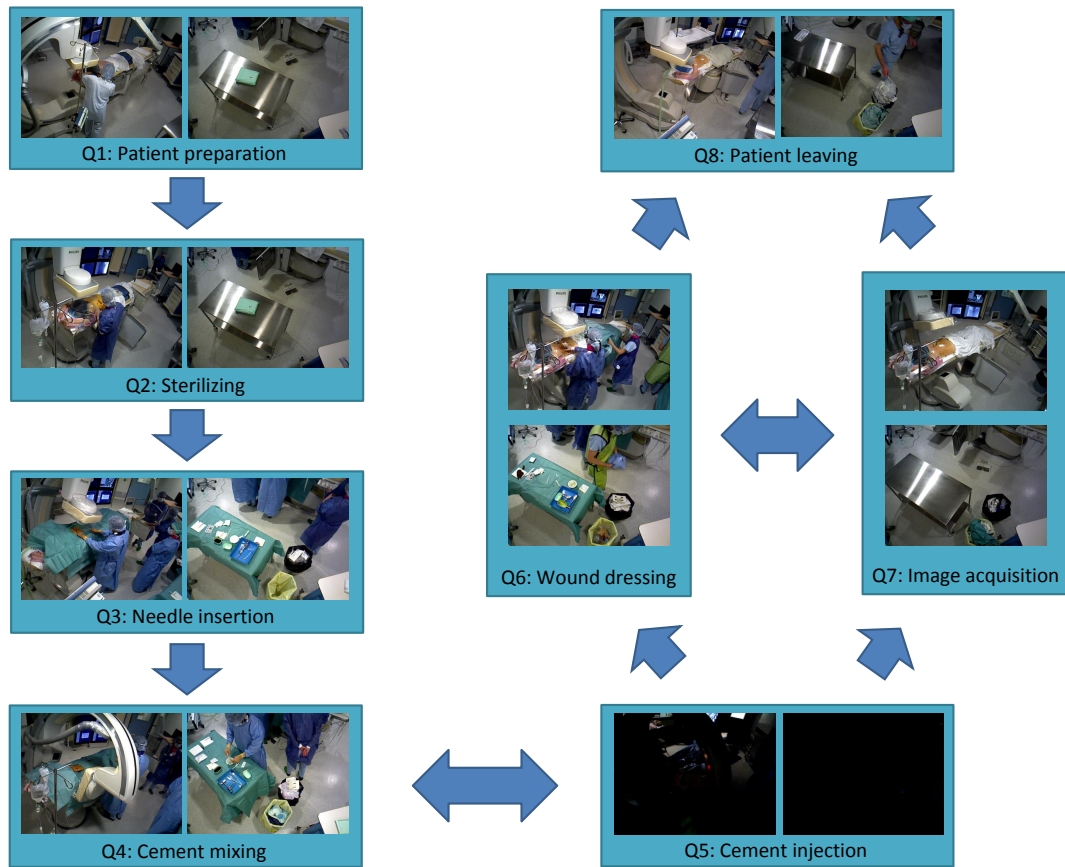 Q1: Patient preparation
Q2: Sterilizing
Q3: Needle insertion
Q4: Cement mixing
Q5: Cement injection
Q6: Wound dressing
Q7: Image acquisition
Q8: Patient leaving